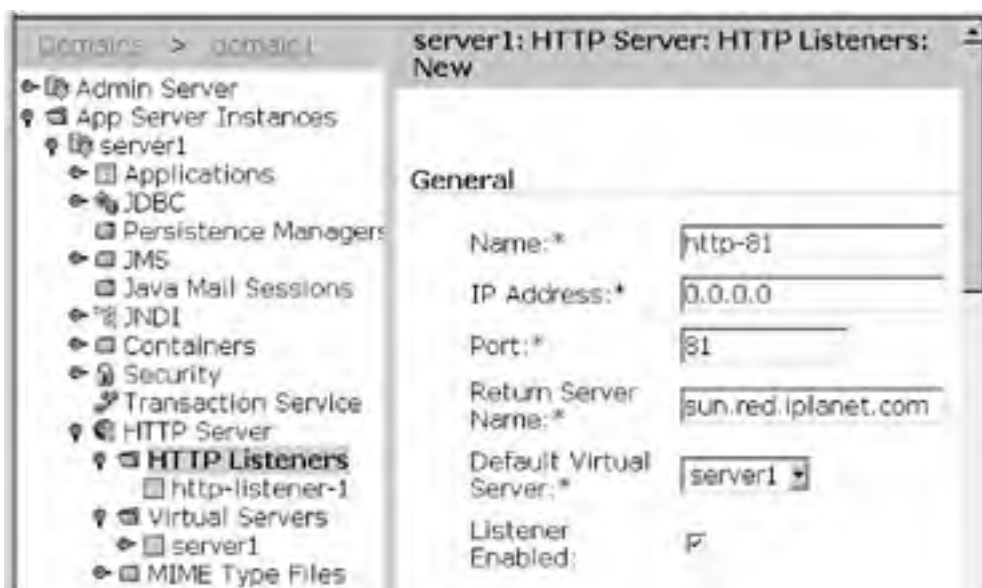 Domains > domain1
Admin Server
App Server Instances
server1
Applications
JDBC
Persistence Managers
JMS
Java Mail Sessions
JNDI
Containers
Security
Transaction Service
HTTP Server
HTTP Listeners
http-listener-1
Virtual Servers
server1
MIME Type Files
server1: HTTP Server: HTTP Listeners:
New
General
Name:* http-81
IP Address:* 0.0.0.0
Port:* 81
Return Server
Name:* sun.red.iplanet.com
Default Virtual
Server:* server1
Listener
Enabled: